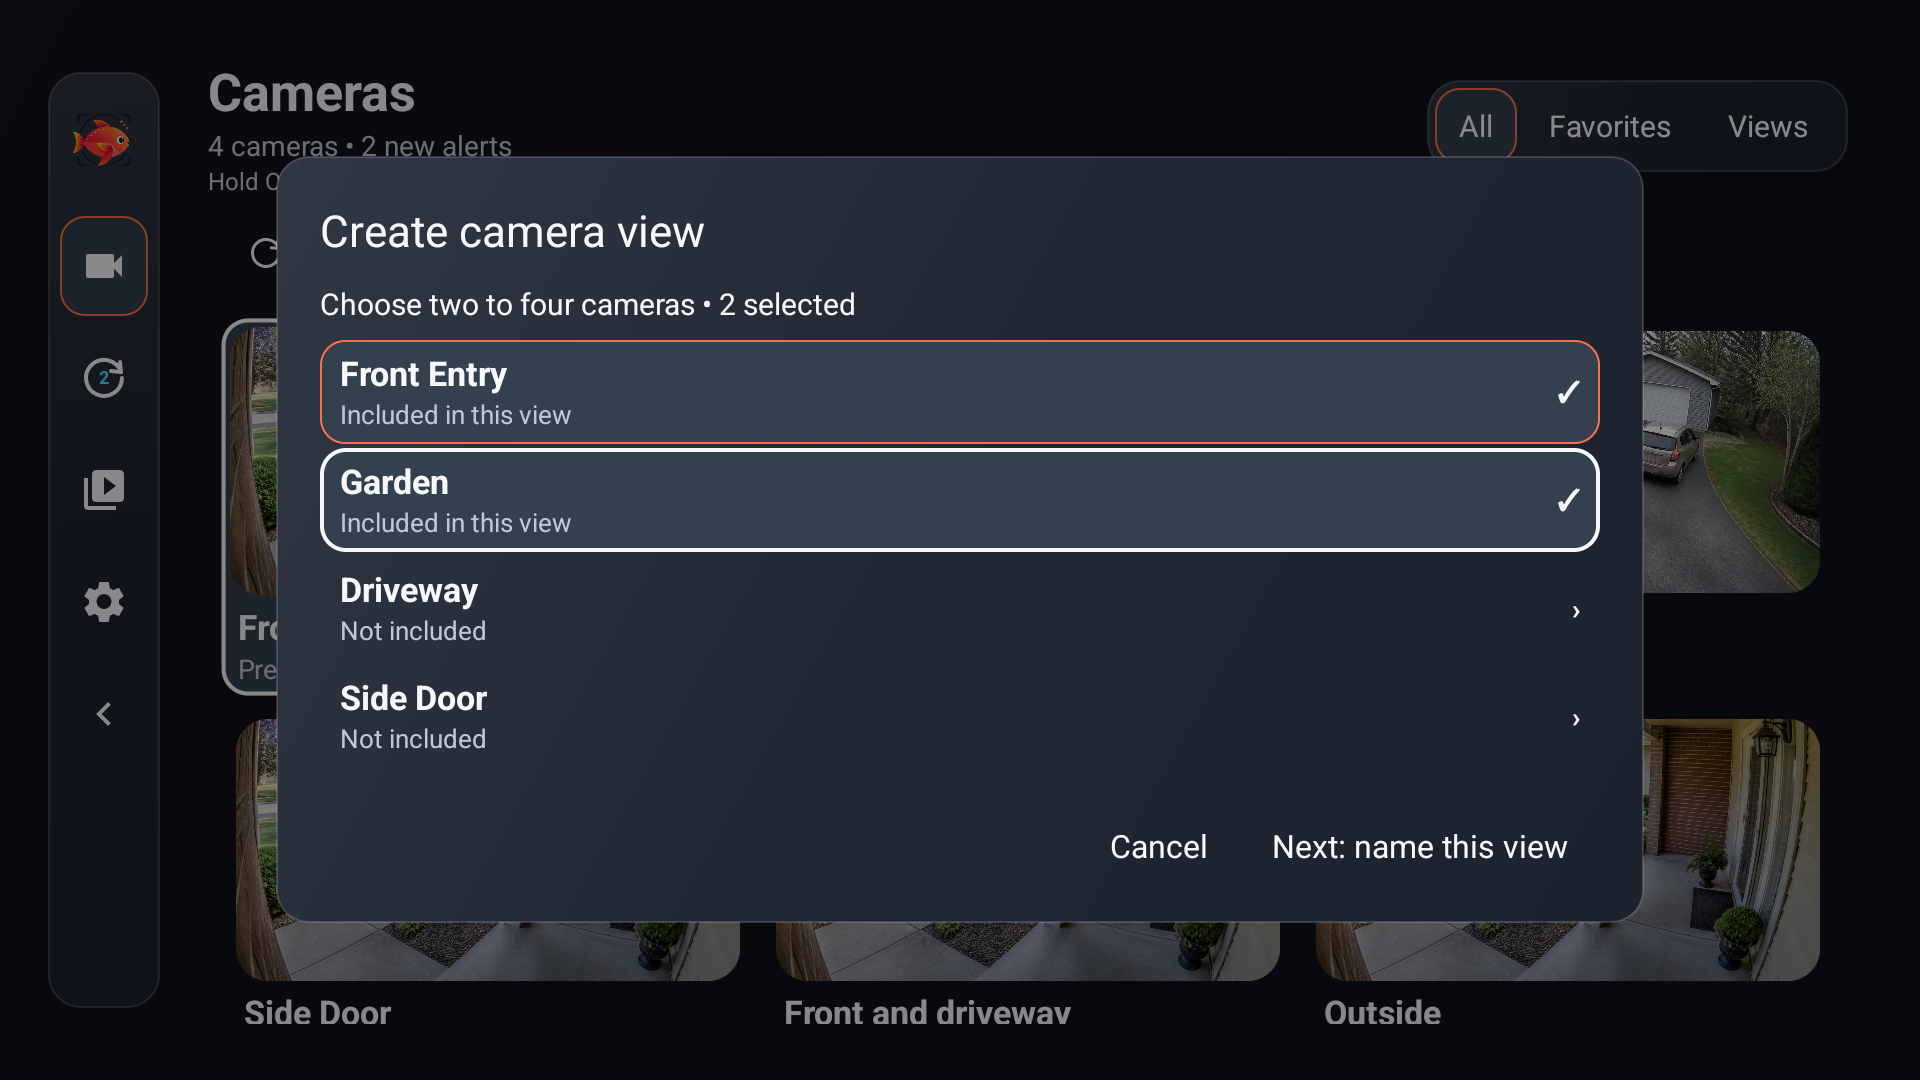 Cameras
4 cameras • 2 new alerts
Hold
All
Favorites
Views
2
Create camera view
Choose two to four cameras • 2 selected
Front Entry
Included in this view
✓
Garden
Included in this view
✓
Driveway
Not included
›
Side Door
Not included
›
Cancel
Next: name this view
Side Door
Front and driveway
Outside